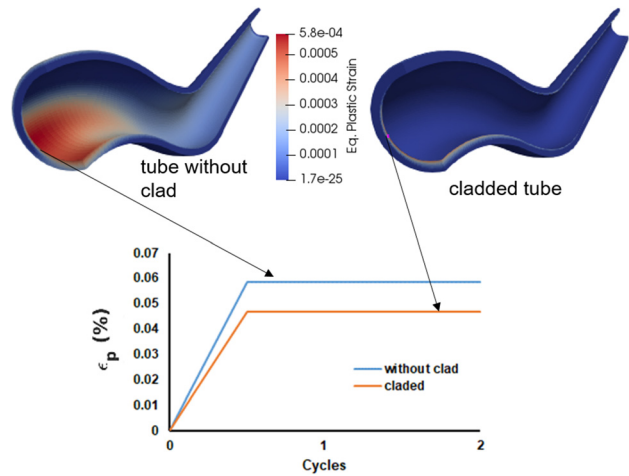 5.8e-04
0.0005
0.0004
0.0003
0.0002
0.0001
1.7e-25
Eq. Plastic Strain
tube without
clad
cladded tube
0.07
0.06
0.05
0.04
0.03
0.02
0.01
0
ϵp (%)
without clad
claded
0 1 2
Cycles